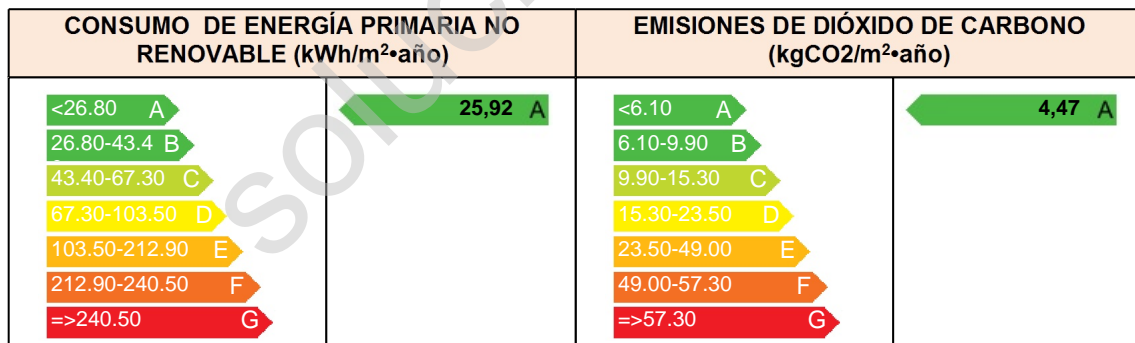 CONSUMO DE ENERGÍA PRIMARIA NO
RENOVABLE (kWh/m²•año)
EMISIONES DE DIÓXIDO DE CARBONO
(kgCO2/m²•año)
<26.80 A
26.80-43.4 B
43.40-67.30 C
67.30-103.50 D
103.50-212.90 E
212.90-240.50 F
=>240.50 G
25,92 A
<6.10 A
6.10-9.90 B
9.90-15.30 C
15.30-23.50 D
23.50-49.00 E
49.00-57.30 F
=>57.30 G
4,47 A